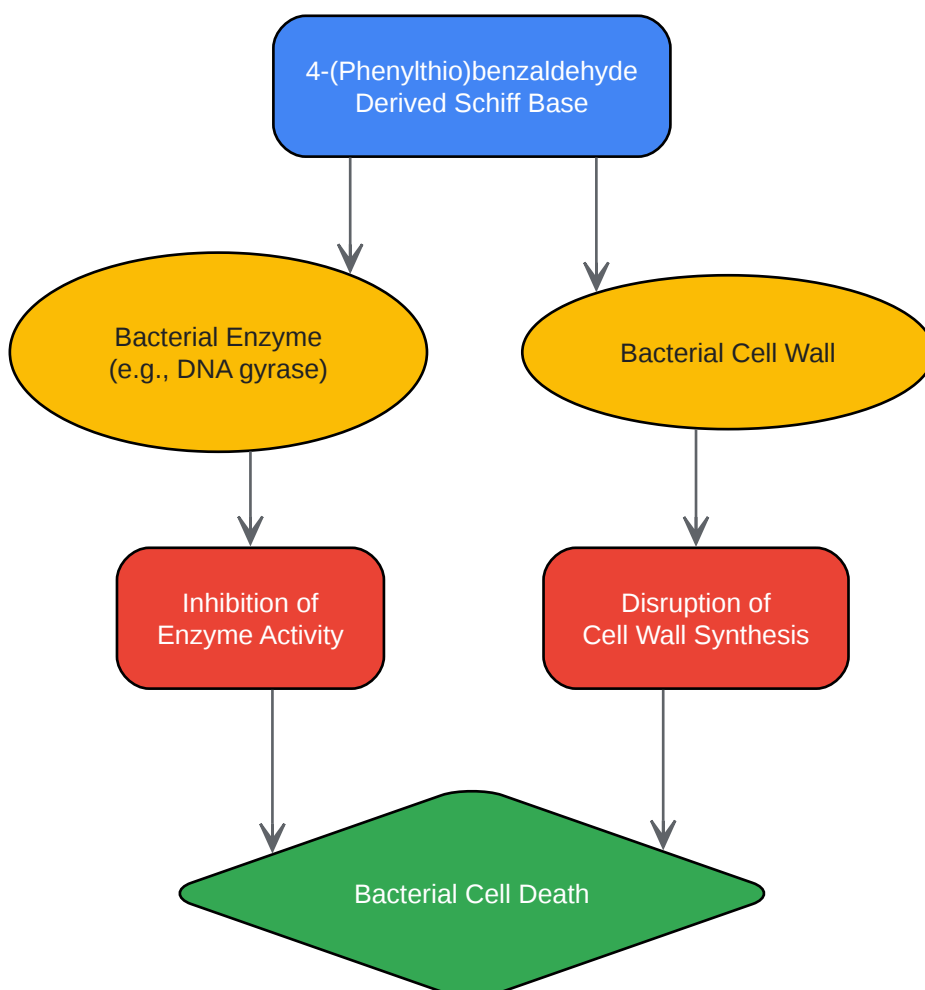 4-(Phenylthio)benzaldehyde
Derived Schiff Base
Bacterial Enzyme
(e.g., DNA gyrase)
Bacterial Cell Wall
Inhibition of
Enzyme Activity
Disruption of
Cell Wall Synthesis
Bacterial Cell Death